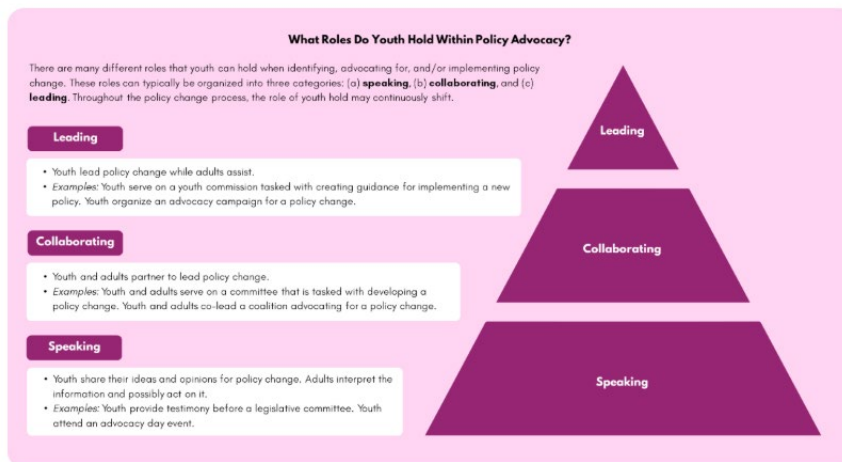 What Roles Do Youth Hold Within Policy Advocacy?
There are many different roles that youth can hold when identifying, advocating for, and/or implementing policy
change. These roles can typically be organized into three categories: (a) speaking, (b) collaborating, and (c)
leading. Throughout the policy change process, the role of youth hold may continuously shift.
Leading
• Youth lead policy change while adults assist.
• Examples: Youth serve on a youth commission tasked with creating guidance for implementing a new
policy. Youth organize an advocacy campaign for a policy change.
Collaborating
• Youth and adults partner to lead policy change.
• Examples: Youth and adults serve on a committee that is tasked with developing a
policy change. Youth and adults co-lead a coalition advocating for a policy change.
Speaking
• Youth share their ideas and opinions for policy change. Adults interpret the
information and possibly act on it.
• Examples: Youth provide testimony before a legislative committee. Youth
attend an advocacy day event.
Leading
Collaborating
Speaking